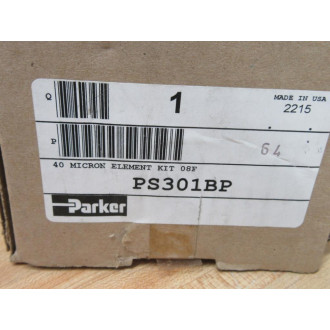 Q
1
MADE IN USA
2215
P
64
40 MICRON ELEMENT KIT 08F
PS301BP
Parker